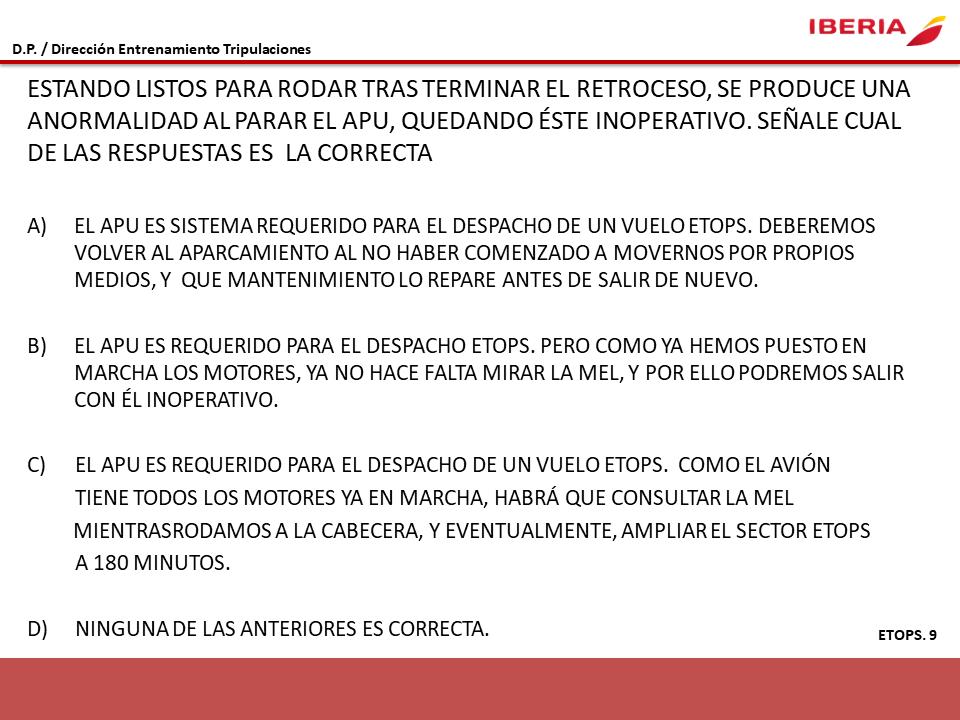 IBERIA
D.P. / Dirección Entrenamiento Tripulaciones
ESTANDO LISTOS PARA RODAR TRAS TERMINAR EL RETROCESO, SE PRODUCE UNA
ANORMALIDAD AL PARAR EL APU, QUEDANDO ÉSTE INOPERATIVO. SEÑALE CUAL
DE LAS RESPUESTAS ES LA CORRECTA
A) EL APU ES SISTEMA REQUERIDO PARA EL DESPACHO DE UN VUELO ETOPS. DEBEREMOS
VOLVER AL APARCAMIENTO AL NO HABER COMENZADO A MOVERNOS POR PROPIOS
MEDIOS, Y QUE MANTENIMIENTO LO REPARE ANTES DE SALIR DE NUEVO.
B) EL APU ES REQUERIDO PARA EL DESPACHO ETOPS. PERO COMO YA HEMOS PUESTO EN
MARCHA LOS MOTORES, YA NO HACE FALTA MIRAR LA MEL, Y POR ELLO PODREMOS SALIR
CON ÉL INOPERATIVO.
C) EL APU ES REQUERIDO PARA EL DESPACHO DE UN VUELO ETOPS. COMO EL AVIÓN
TIENE TODOS LOS MOTORES YA EN MARCHA, HABRÁ QUE CONSULTAR LA MEL
MIENTRASRODAMOS A LA CABECERA, Y EVENTUALMENTE, AMPLIAR EL SECTOR ETOPS
A 180 MINUTOS.
D) NINGUNA DE LAS ANTERIORES ES CORRECTA.
ETOPS. 9